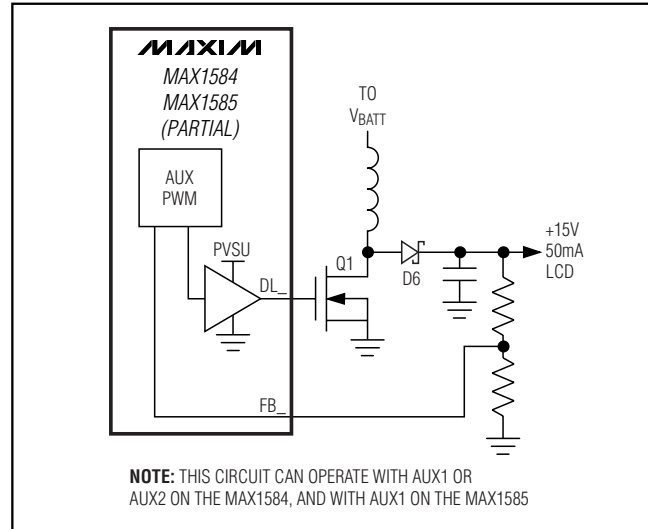 MAXIM
MAX1584
MAX1585
(PARTIAL)
TO
VBATT
AUX
PWM
PVSU
DL_
Q1
D6
+15V
50mA
LCD
FB_
NOTE: THIS CIRCUIT CAN OPERATE WITH AUX1 OR
AUX2 ON THE MAX1584, AND WITH AUX1 ON THE MAX1585